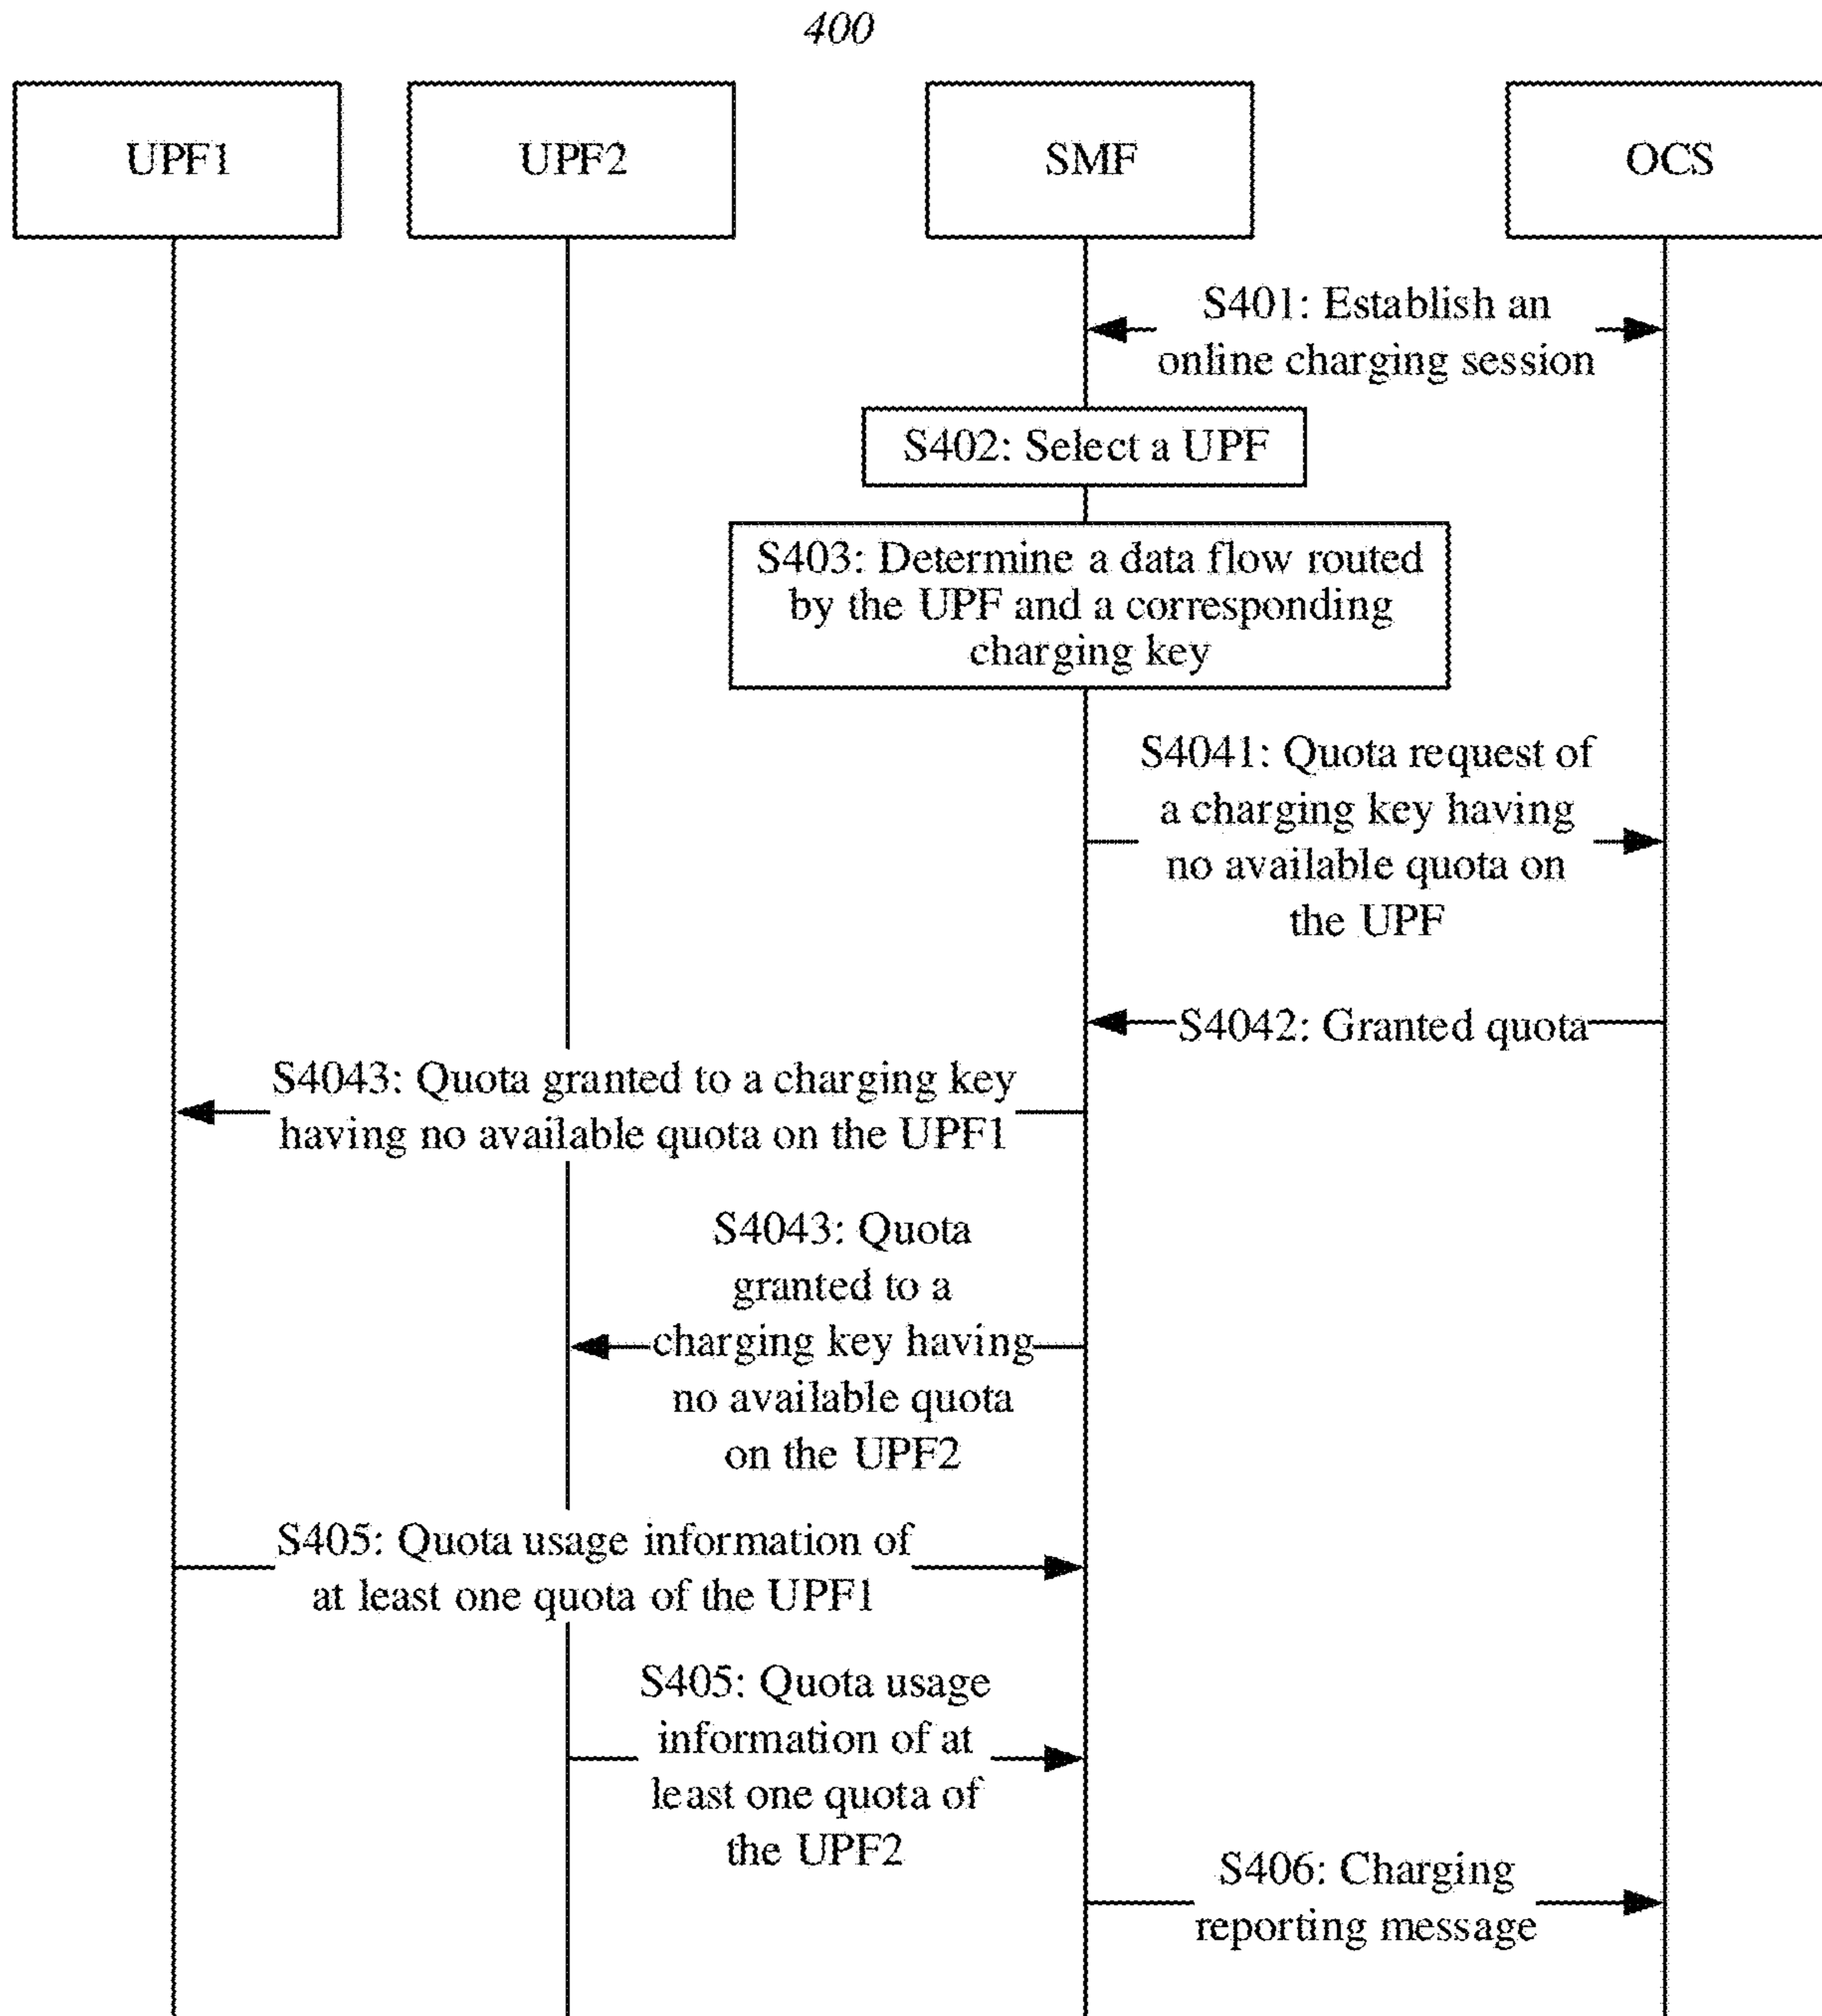 400
UPF1
UPF2
SMF
OCS
S401: Establish an
online charging session
S402: Select a UPF
S403: Determine a data flow routed
by the UPF and a corresponding
charging key
S4041: Quota request of
a charging key having
no available quota on
the UPF
S4042: Granted quota
S4043: Quota granted to a charging key
having no available quota on the UPF1
S4043: Quota
granted to a
charging key having
no available quota
on the UPF2
S405: Quota usage information of
at least one quota of the UPF1
S405: Quota usage
information of at
least one quota of
the UPF2
S406: Charging
reporting message